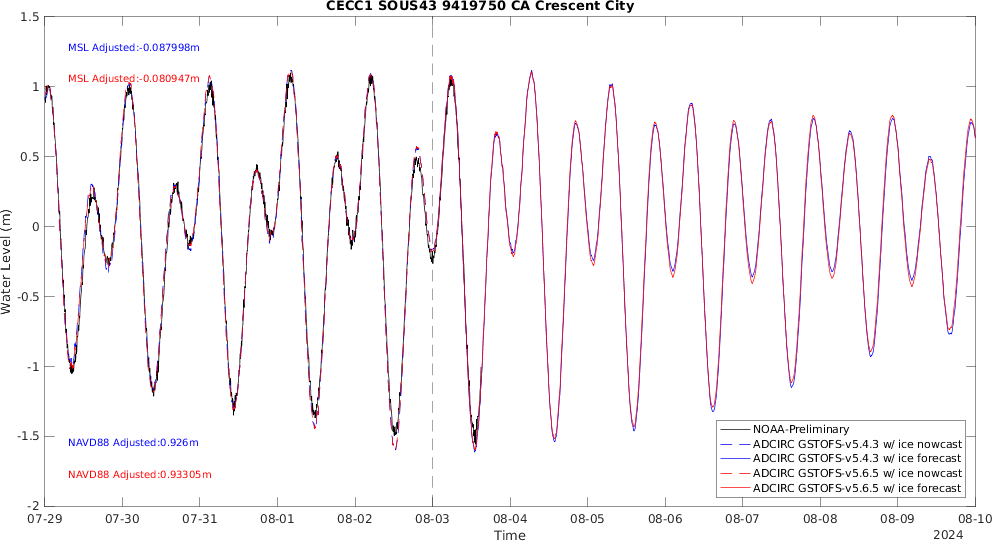 CECC1 SOUS43 9419750 CA Crescent City
MSL Adjusted:-0.087998m
MSL Adjusted:-0.080947m
NAVD88 Adjusted:0.926m
NAVD88 Adjusted:0.93305m
Water Level (m)
1.5
1
0.5
0
-0.5
-1
-1.5
-2
NOAA-Preliminary
ADCIRC GSTOFS-v5.4.3 w/ ice nowcast
ADCIRC GSTOFS-v5.4.3 w/ ice forecast
ADCIRC GSTOFS-v5.6.5 w/ ice nowcast
ADCIRC GSTOFS-v5.6.5 w/ ice forecast
07-29 07-30 07-31 08-01 08-02 08-03 08-04 08-05 08-06 08-07 08-08 08-09 08-10
Time
2024